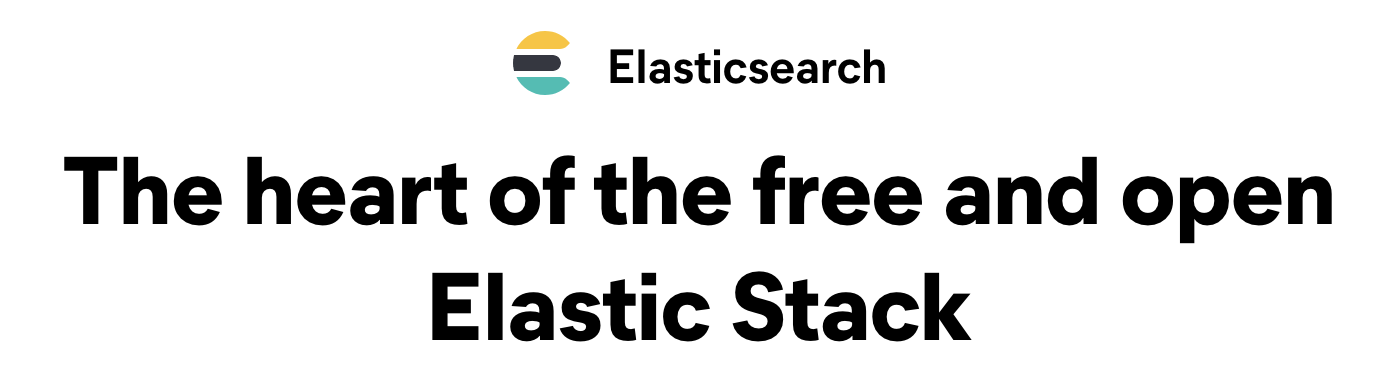 Elasticsearch
The heart of the free and open
Elastic Stack